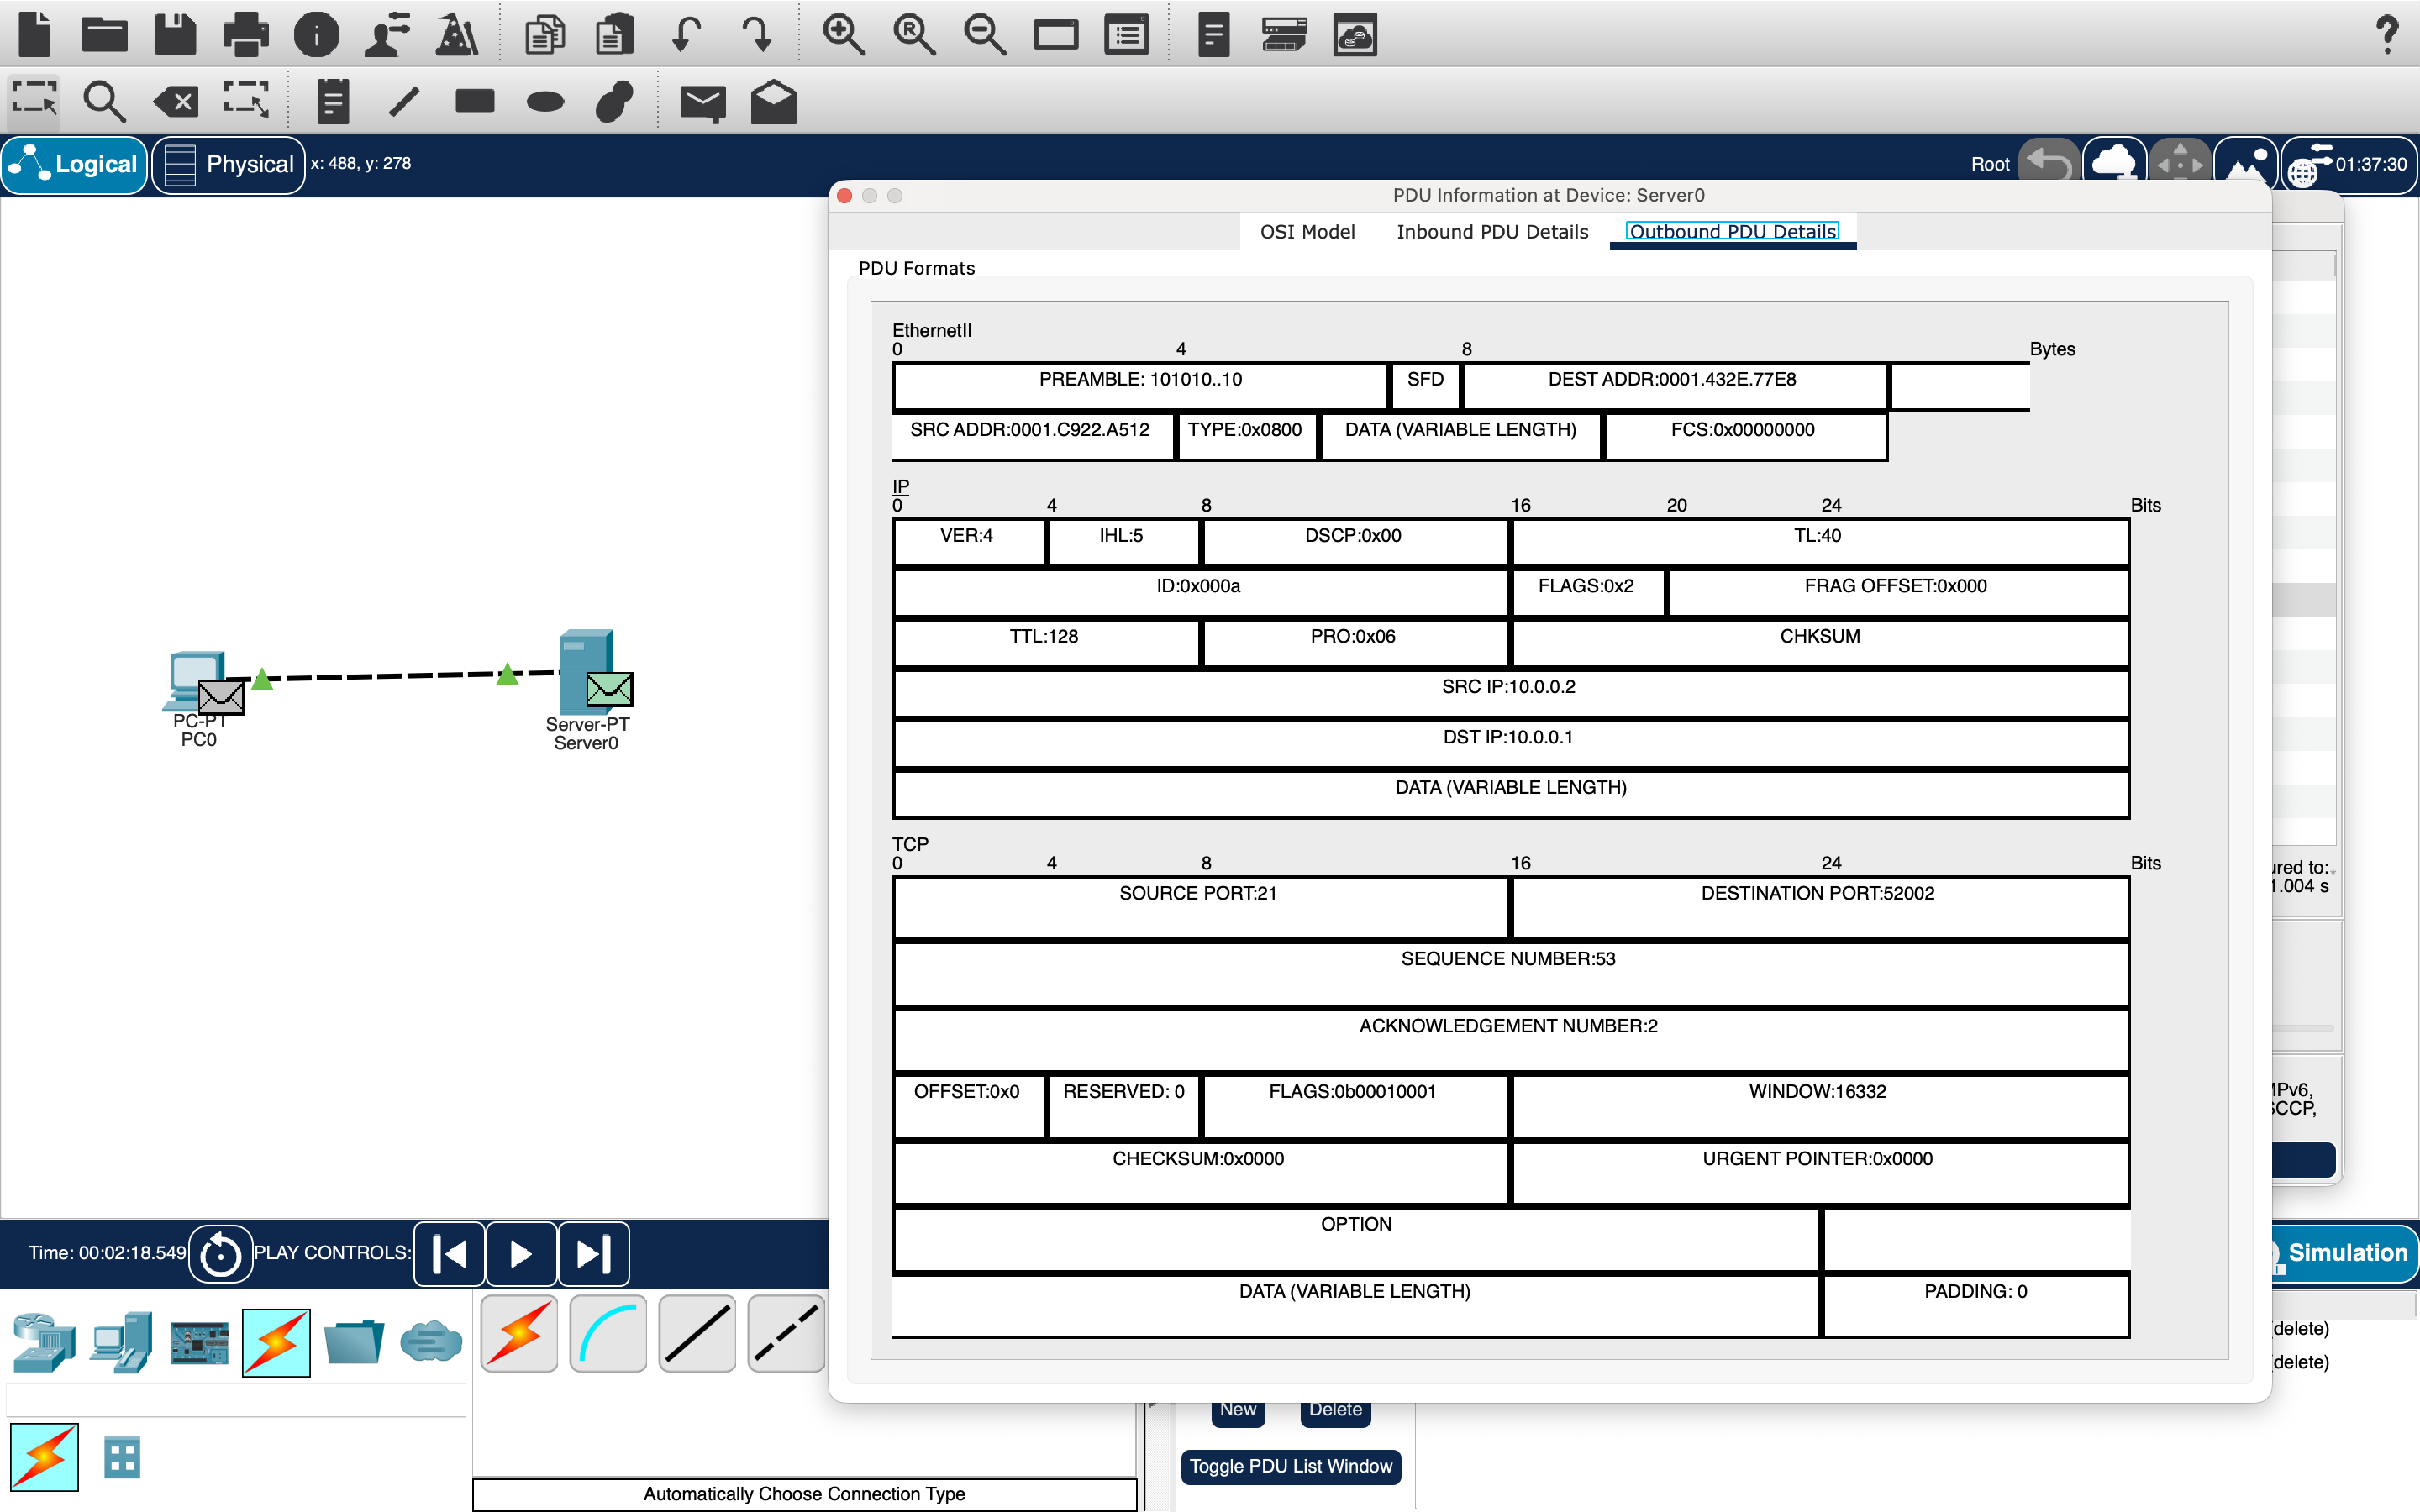 Logical
Physical
x: 488, y: 278
Root
01:37:30
PDU Information at Device: Server0
OSI Model
Inbound PDU Details
Outbound PDU Details
PDU Formats
EthernetII
0 4 8 Bytes
PREAMBLE: 101010..10 SFD DEST ADDR:0001.432E.77E8
SRC ADDR:0001.C922.A512 TYPE:0x0800 DATA (VARIABLE LENGTH) FCS:0x00000000
IP
0 4 8 16 20 24 Bits
VER:4 IHL:5 DSCP:0x00 TL:40
ID:0x000a FLAGS:0x2 FRAG OFFSET:0x000
TTL:128 PRO:0x06 CHKSUM
SRC IP:10.0.0.2
DST IP:10.0.0.1
DATA (VARIABLE LENGTH)
TCP
0 4 8 16 24 Bits
SOURCE PORT:21 DESTINATION PORT:52002
SEQUENCE NUMBER:53
ACKNOWLEDGEMENT NUMBER:2
OFFSET:0x0 RESERVED: 0 FLAGS:0b00010001 WINDOW:16332
CHECKSUM:0x0000 URGENT POINTER:0x0000
OPTION
DATA (VARIABLE LENGTH) PADDING: 0
PC-PT
PC0
Server-PT
Server0
to:
1.004 s
Time: 00:02:18.549
PLAY CONTROLS:
Simulation
(delete)
(delete)
New
Delete
Toggle PDU List Window
Automatically Choose Connection Type